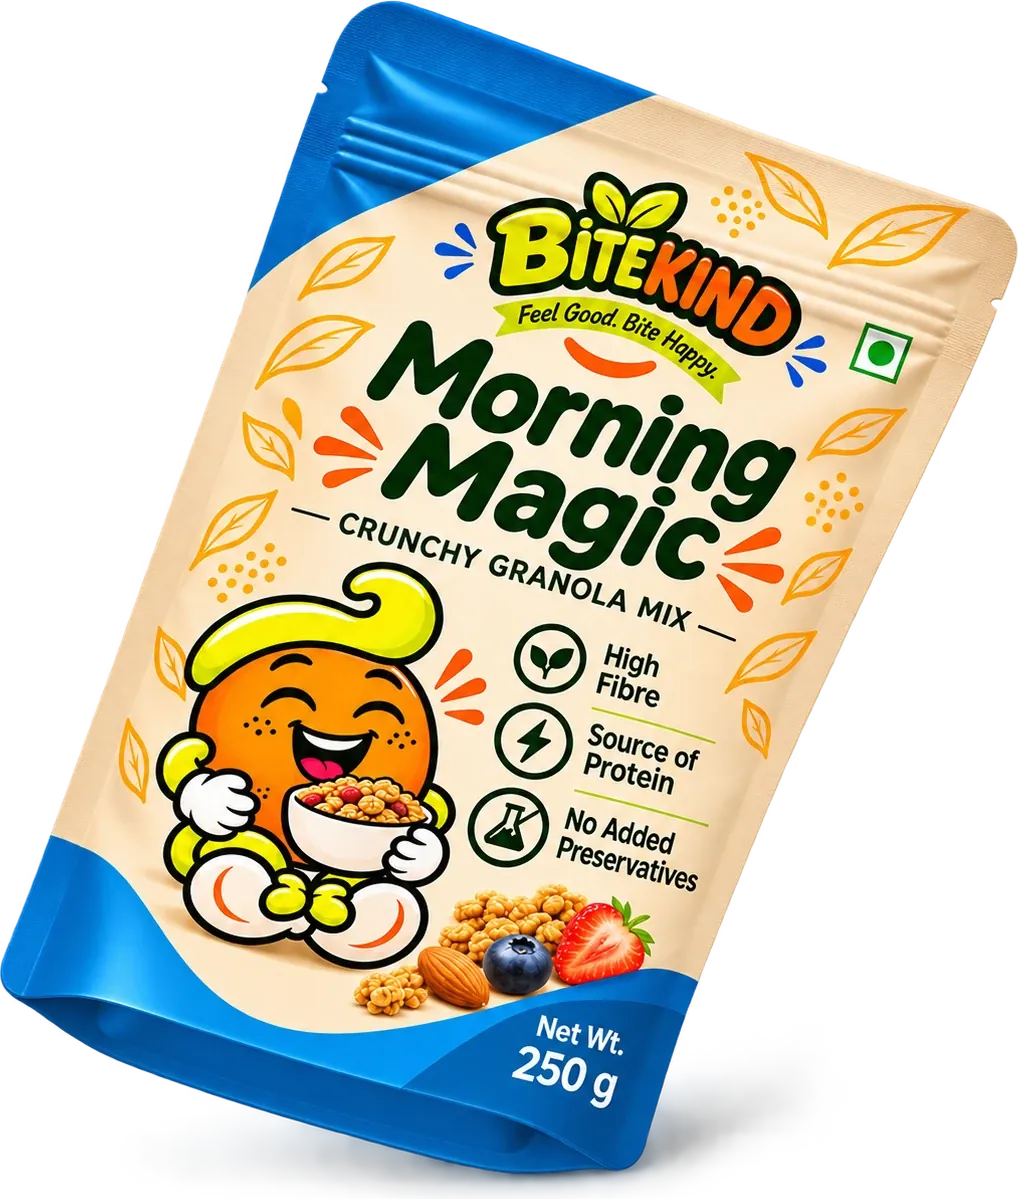 BiTEKIND
Feel Good. Bite Happy.
Morning
Magic
CRUNCHY GRANOLA MIX
High
Fibre
Source of
Protein
No Added
Preservatives
Net Wt.
250 g